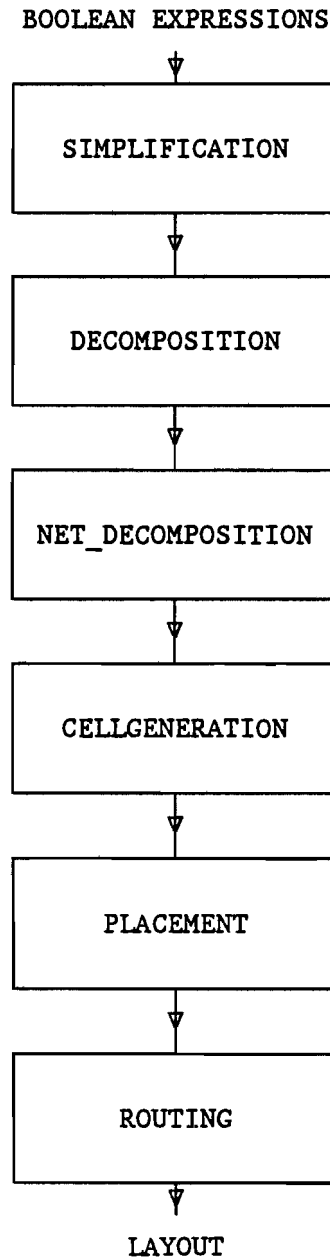 BOOLEAN EXPRESSIONS
SIMPLIFICATION
DECOMPOSITION
NET_DECOMPOSITION
CELLGENERATION
PLACEMENT
ROUTING
LAYOUT